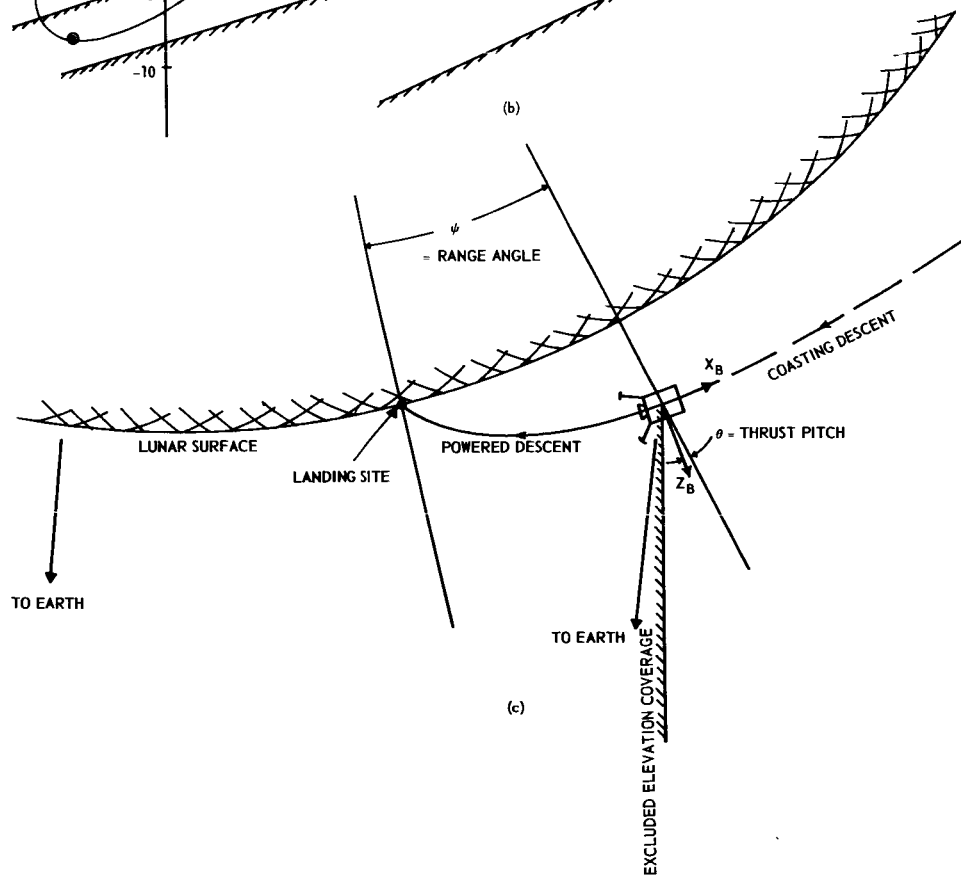 -10
(b)
ψ
= RANGE ANGLE
COASTING DESCENT
X_B
LUNAR SURFACE
POWERED DESCENT
θ = THRUST PITCH
LANDING SITE
Z_B
TO EARTH
TO EARTH
EXCLUDED ELEVATION COVERAGE
(c)